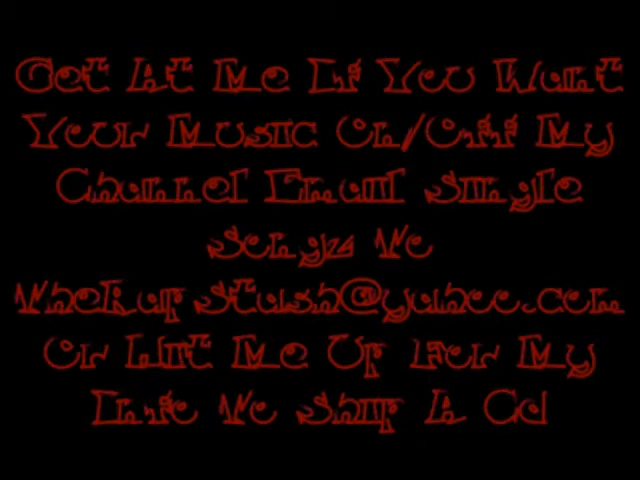 Get At Me If You Want
Your Music On/Off My
Channel Email Single
Songz To
@yahoo.com
Or Hit Me Up For My
Info To Ship A Cd